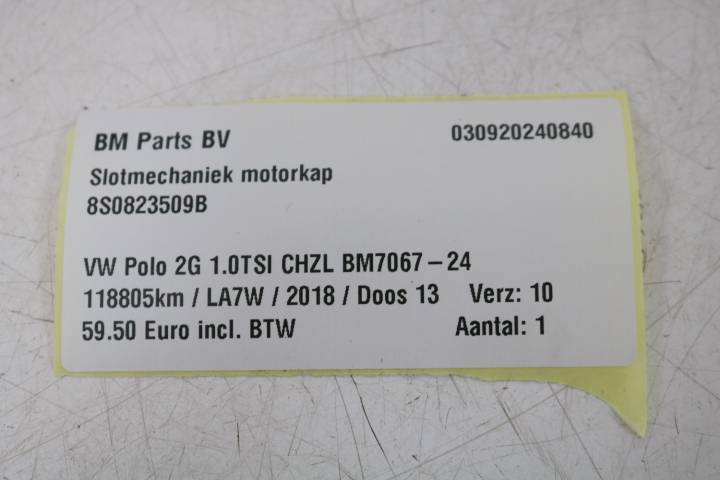 BM Parts BV 030920240840
Slotmechaniek motorkap
8S0823509B
VW Polo 2G 1.0TSI CHZL BM7067-24
118805km / LA7W / 2018 / Doos 13 Verz: 10
59.50 Euro incl. BTW Aantal: 1